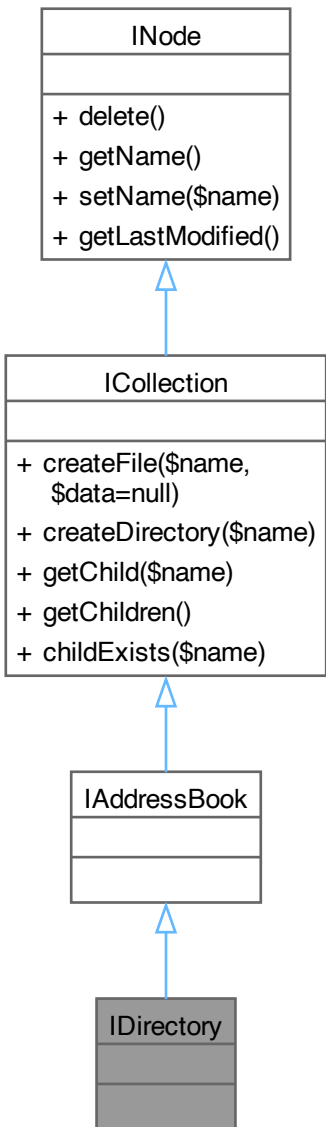 INode
+ delete()
+ getName()
+ setName($name)
+ getLastModified()
ICollection
+ createFile($name,
$data=null)
+ createDirectory($name)
+ getChild($name)
+ getChildren()
+ childExists($name)
IAddressBook
IDirectory